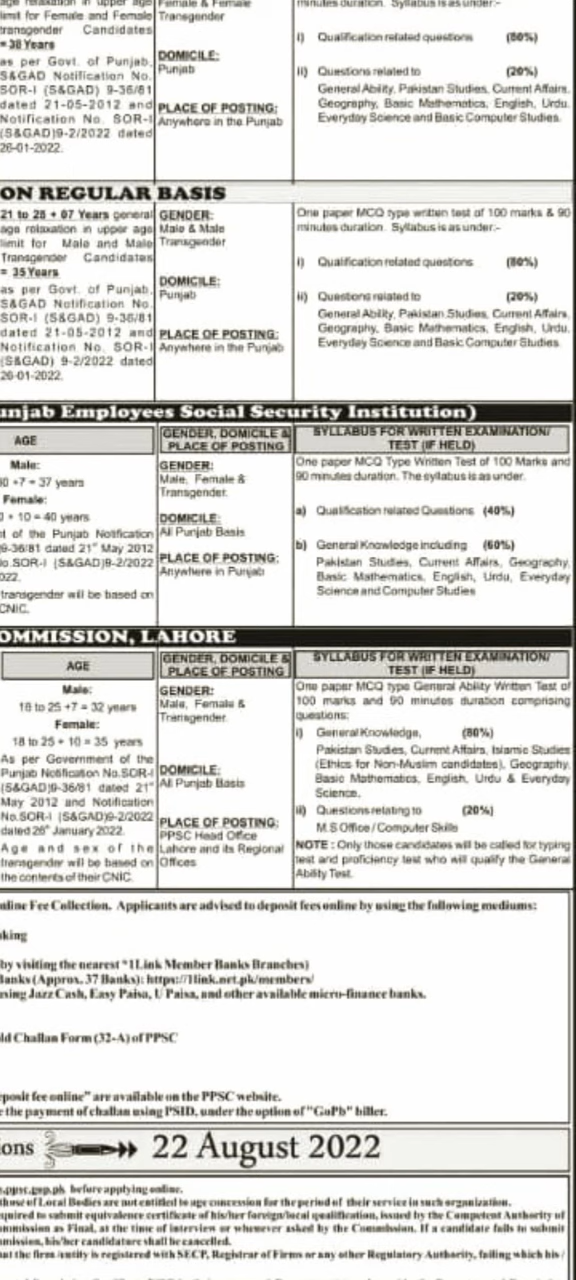 age relaxation in upper age
limit for Female and Female
transgender Candidates
= 38 Years
as per Govt. of Punjab,
S&GAD Notification No.
SOR-I (S&GAD) 9-36/81
dated 21-05-2012 and
Notification No. SOR-I
(S&GAD)9-2/2022 dated
26-01-2022.
Female & Female
Transgender
DOMICILE:
Punjab
PLACE OF POSTING:
Anywhere in the Punjab
minutes duration. Syllabus is as under:-
i) Qualification related questions (80%)
ii) Questions related to (20%)
General Ability, Pakistan Studies, Current Affairs,
Geography, Basic Mathematics, English, Urdu,
Everyday Science and Basic Computer Studies.
ON REGULAR BASIS
21 to 28 + 07 Years general
age relaxation in upper age
limit for Male and Male
Transgender Candidates
= 35 Years
as per Govt. of Punjab,
S&GAD Notification No.
SOR-I (S&GAD) 9-36/81
dated 21-05-2012 and
Notification No. SOR-I
(S&GAD) 9-2/2022 dated
26-01-2022.
GENDER:
Male & Male
Transgender
DOMICILE:
Punjab
PLACE OF POSTING:
Anywhere in the Punjab
One paper MCQ type written test of 100 marks & 90
minutes duration. Syllabus is as under:-
i) Qualification related questions (80%)
ii) Questions related to (20%)
General Ability, Pakistan Studies, Current Affairs,
Geography, Basic Mathematics, English, Urdu,
Everyday Science and Basic Computer Studies.
unjab Employees Social Security Institution)
AGE
Male:
0 +7 = 37 years
Female:
0 + 10 = 40 years
t of the Punjab Notification
9-36/81 dated 21st May 2012
o.SOR-I (S&GAD)9-2/2022
022.
transgender will be based on
CNIC.
GENDER, DOMICILE &
PLACE OF POSTING
GENDER:
Male, Female &
Transgender.
DOMICILE:
All Punjab Basis
PLACE OF POSTING:
Anywhere in Punjab
SYLLABUS FOR WRITTEN EXAMINATION/
TEST (IF HELD)
One paper MCQ Type Written Test of 100 Marks and
90 minutes duration. The syllabus is as under.
a) Qualification related Questions (40%)
b) General Knowledge including (60%)
Pakistan Studies, Current Affairs, Geography,
Basic Mathematics, English, Urdu, Everyday
Science and Computer Studies
OMMISSION, LAHORE
AGE
Male:
18 to 25 +7 = 32 years
Female:
18 to 25 + 10 = 35 years
As per Government of the
Punjab Notification No.SOR-I
(S&GAD)9-36/81 dated 21st
May 2012 and Notification
No.SOR-I (S&GAD)9-2/2022
dated 26th January 2022.
Age and sex of the
transgender will be based on
the contents of their CNIC.
GENDER, DOMICILE &
PLACE OF POSTING
GENDER:
Male, Female &
Transgender.
DOMICILE:
All Punjab Basis
PLACE OF POSTING:
PPSC Head Office
Lahore and its Regional
Offices
SYLLABUS FOR WRITTEN EXAMINATION/
TEST (IF HELD)
One paper MCQ type General Ability Written Test of
100 marks and 90 minutes duration comprising
questions:
i) General Knowledge, (80%)
Pakistan Studies, Current Affairs, Islamic Studies
(Ethics for Non-Muslim candidates), Geography,
Basic Mathematics, English, Urdu & Everyday
Science.
ii) Questions relating to (20%)
M.S Office / Computer Skills
NOTE : Only those candidates will be called for typing
test and proficiency test who will qualify the General
Ability Test.
nline Fee Collection. Applicants are advised to deposit fees online by using the following mediums:
nking
by visiting the nearest "1Link Member Banks Branches)
Banks (Approx. 37 Banks): https://1link.net.pk/members/
using Jazz Cash, Easy Paisa, U Paisa, and other available micro-finance banks.
ld Challan Form (32-A) of PPSC
eposit fee online" are available on the PPSC website.
e the payment of challan using PSID, under the option of "GoPb" biller.
ions 22 August 2022
.ppsc.gop.pk before applying online.
those of Local Bodies are not entitled to age concession for the period of their service in such organization.
quired to submit equivalence certificate of his/her foreign/local qualification, issued by the Competent Authority of
ommission as Final, at the time of interview or whenever asked by the Commission. If a candidate fails to submit
mmission, his/her candidature shall be cancelled.
at the firm /entity is registered with SECP, Registrar of Firms or any other Regulatory Authority, failing which his /